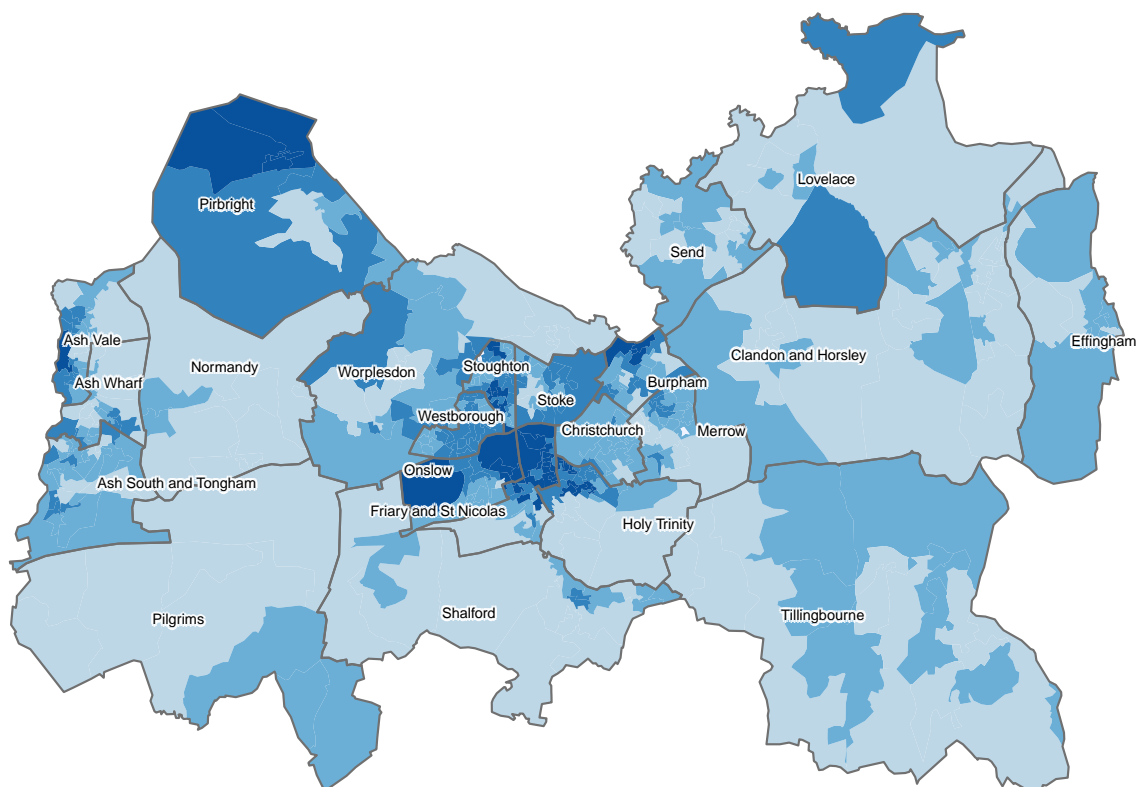 Lovelace
Pirbright
Send
Ash Vale
Effingham
Clandon and Horsley
Normandy
Stoughton
Worplesdon
Ash Wharf
Burpham
Stoke
Westborough
Christchurch
Merrow
Onslow
Ash South and Tongham
Friary and St Nicolas
Holy Trinity
Shalford
Tillingbourne
Pilgrims